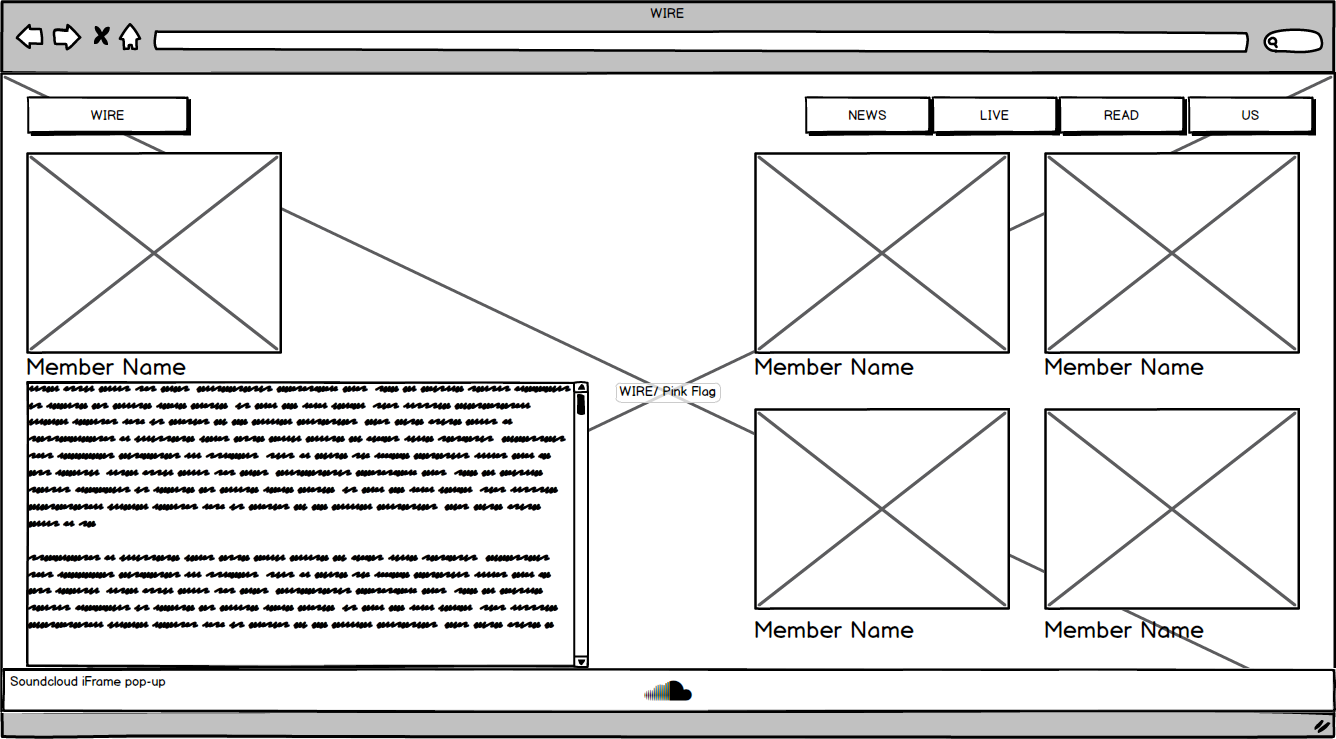 WIRE
WIRE
NEWS
LIVE
READ
US
Member Name
Member Name
Member Name
WIRE/ Pink Flag
Member Name
Member Name
Soundcloud iFrame pop-up